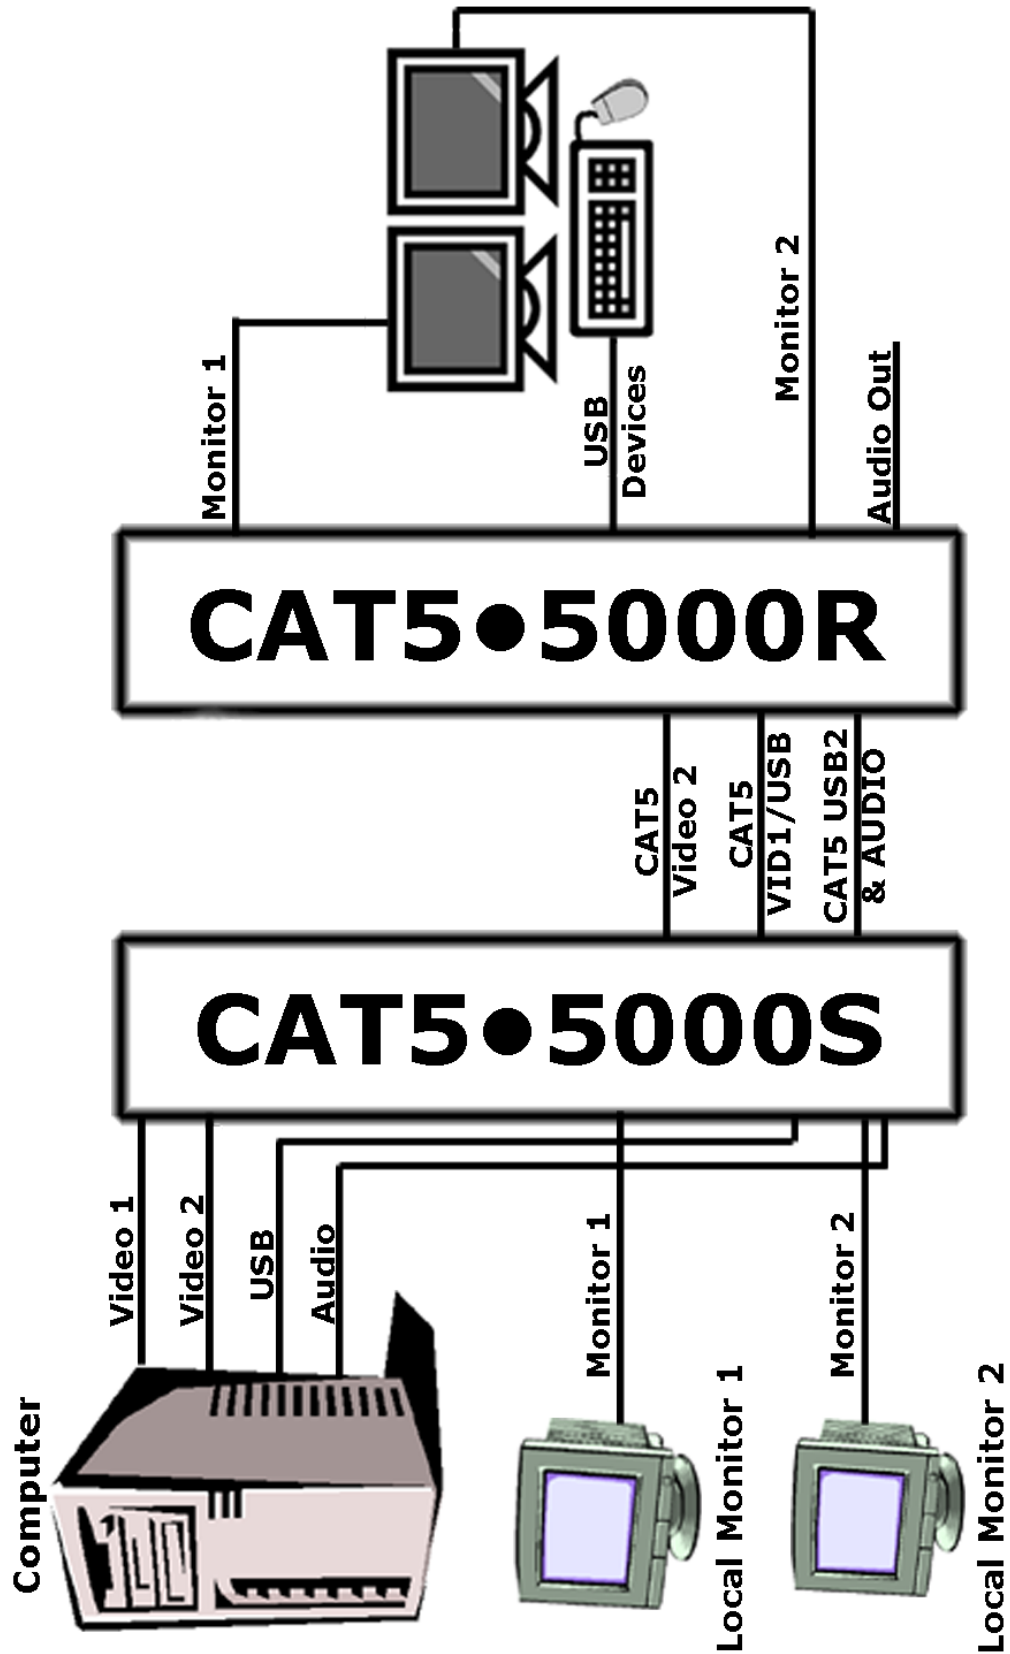 Monitor 1
USB
Devices
Monitor 2
Audio Out
CAT5•5000R
CAT5
Video 2
CAT5
VID1/USB
CAT5 USB2
& AUDIO
CAT5•5000S
Video 1
Video 2
USB
Audio
Monitor 1
Monitor 2
Computer
Local Monitor 1
Local Monitor 2